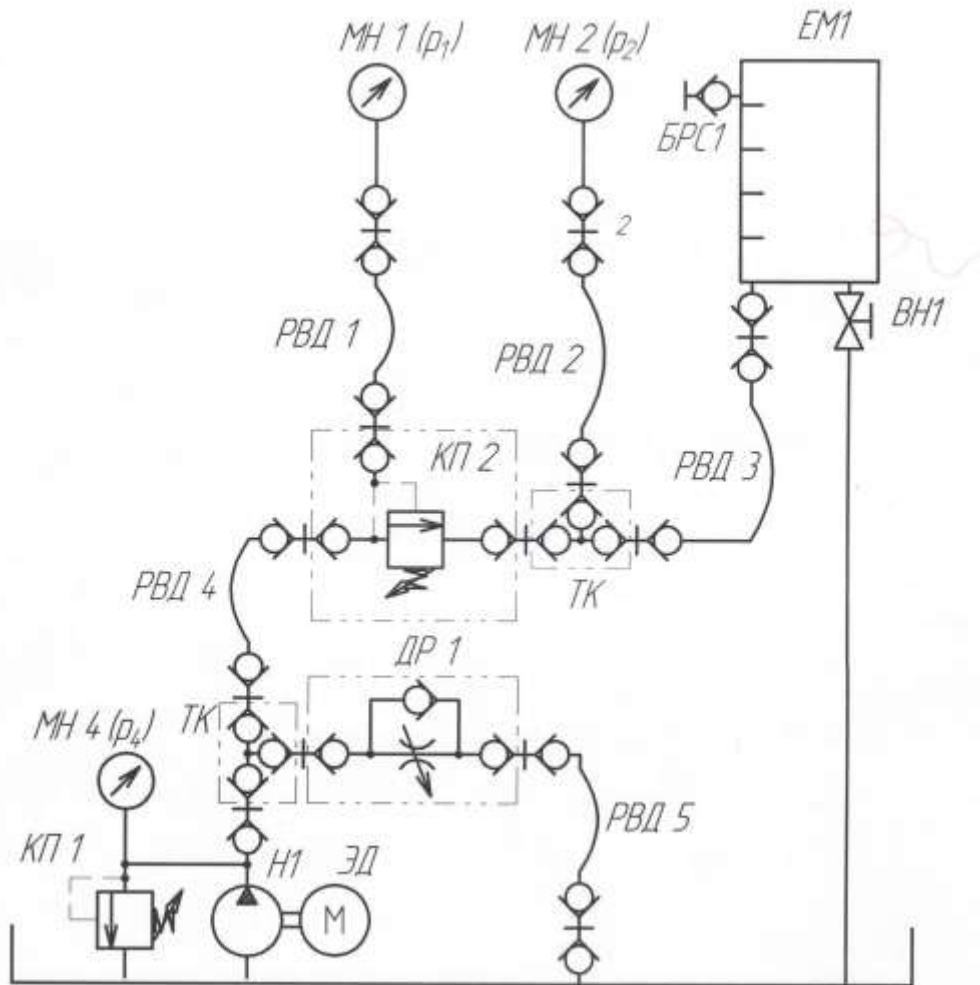 МН 1 (p₁)
МН 2 (p₂)
ЕМ1
БРС1
2
РВД 1
РВД 2
ВН1
КП 2
РВД 3
РВД 4
ТК
ДР 1
ТК
МН 4 (p₄)
РВД 5
КП 1
Н1
ЭД
М